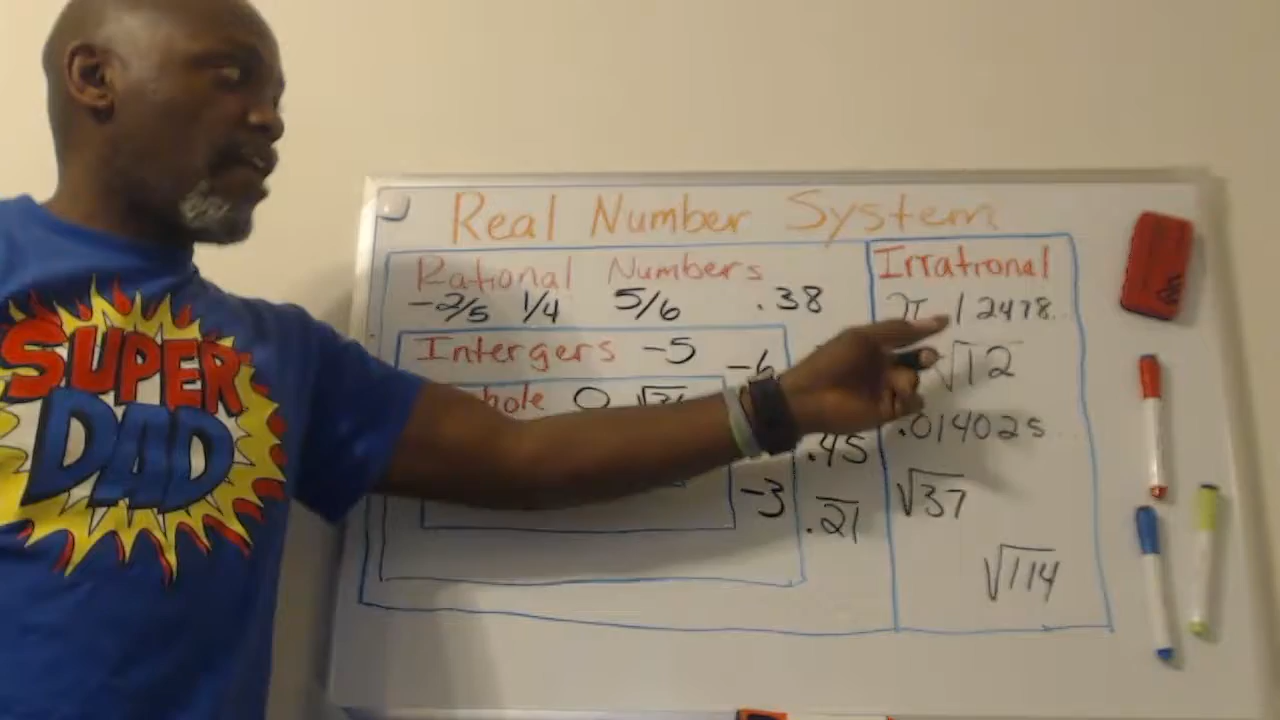 Real Number System
Rational Numbers
-2/5 1/4 5/6 .38
Intergers -5
-6
0
.45
-3
.21
Irrational
π .12478..
√12
.014025...
√37
√114
SUPER
DAD